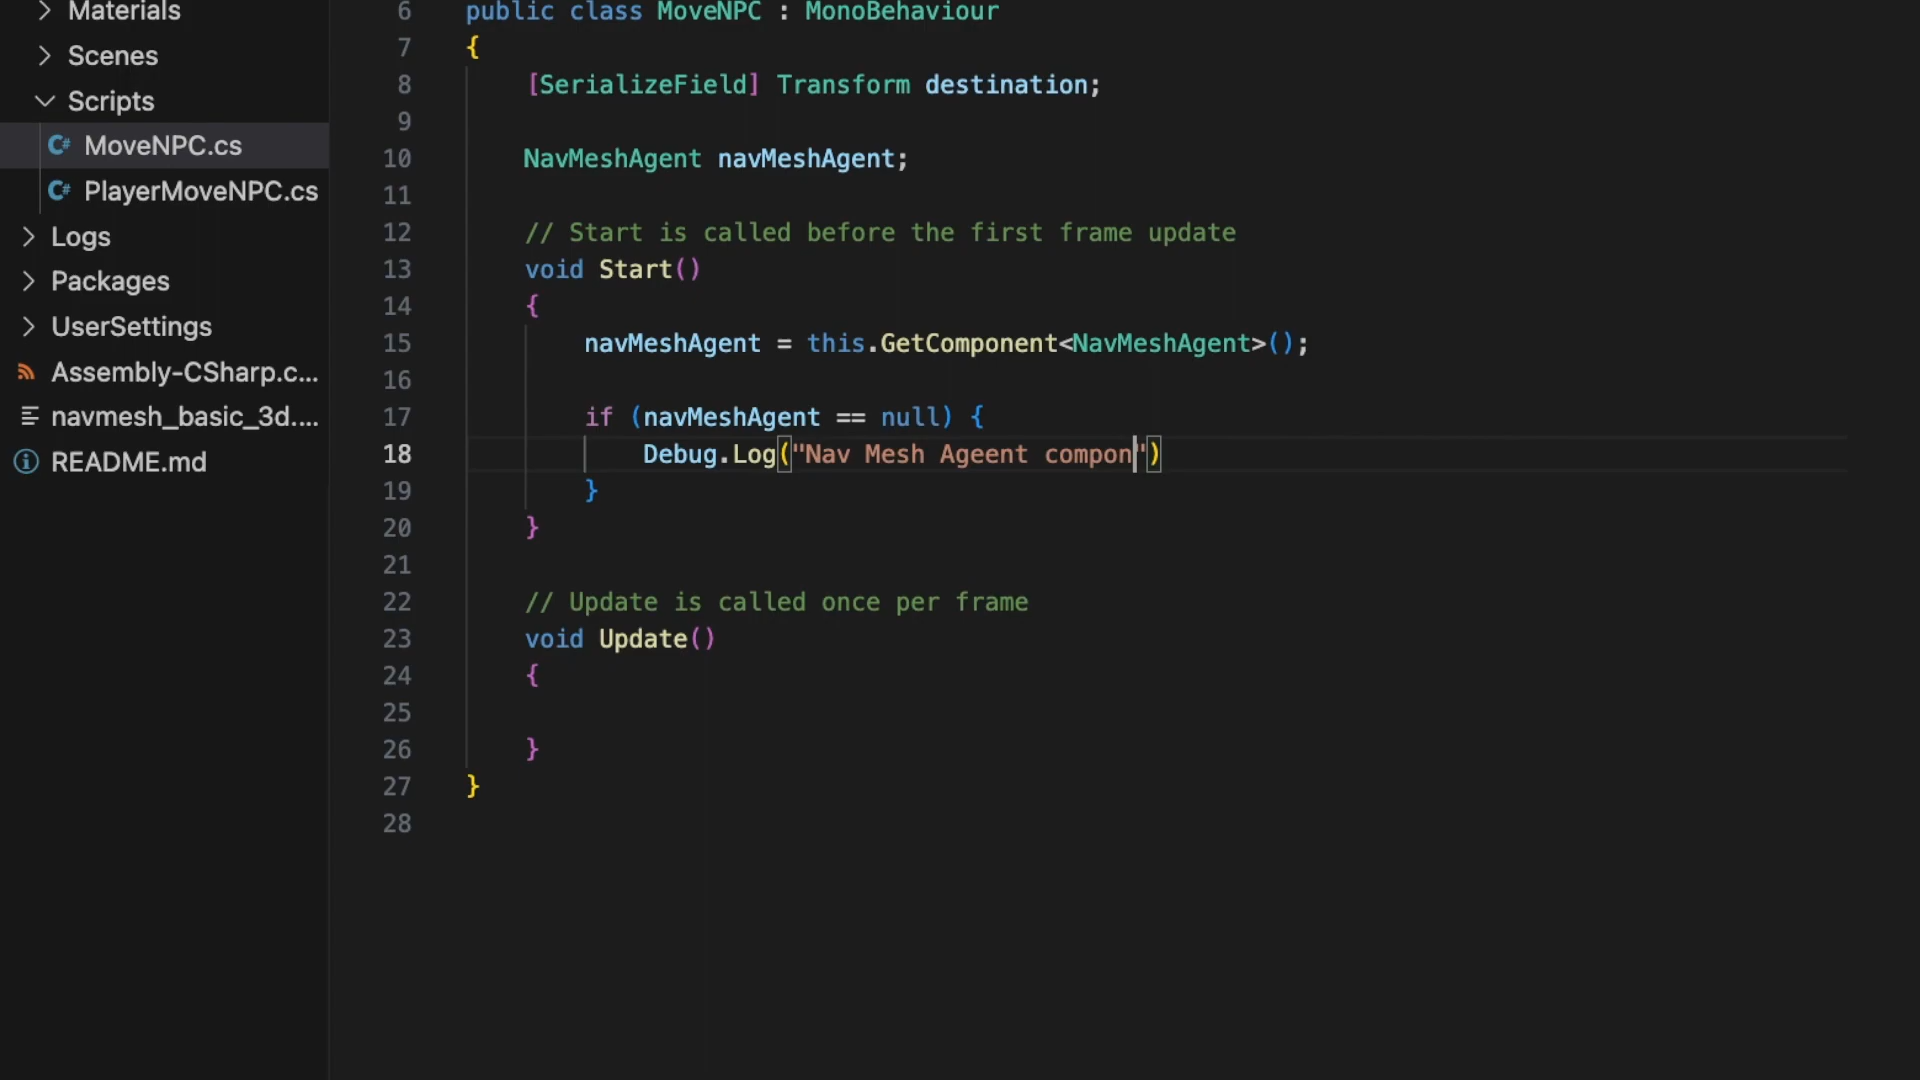 Materials
Scenes
Scripts
C# MoveNPC.cs
C# PlayerMoveNPC.cs
Logs
Packages
UserSettings
Assembly-CSharp.c...
navmesh_basic_3d....
README.md
6 public class MoveNPC : MonoBehaviour
7 {
8 [SerializeField] Transform destination;
9
10 NavMeshAgent navMeshAgent;
11
12 // Start is called before the first frame update
13 void Start()
14 {
15 navMeshAgent = this.GetComponent<NavMeshAgent>();
16
17 if (navMeshAgent == null) {
18 Debug.Log("Nav Mesh Ageent compon")
19 }
20 }
21
22 // Update is called once per frame
23 void Update()
24 {
25
26 }
27 }
28